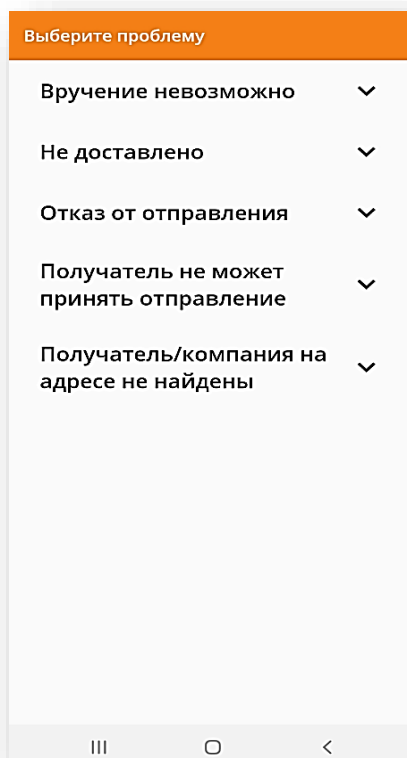 Выберите проблему
Вручение невозможно
Не доставлено
Отказ от отправления
Получатель не может
принять отправление
Получатель/компания на
адресе не найдены